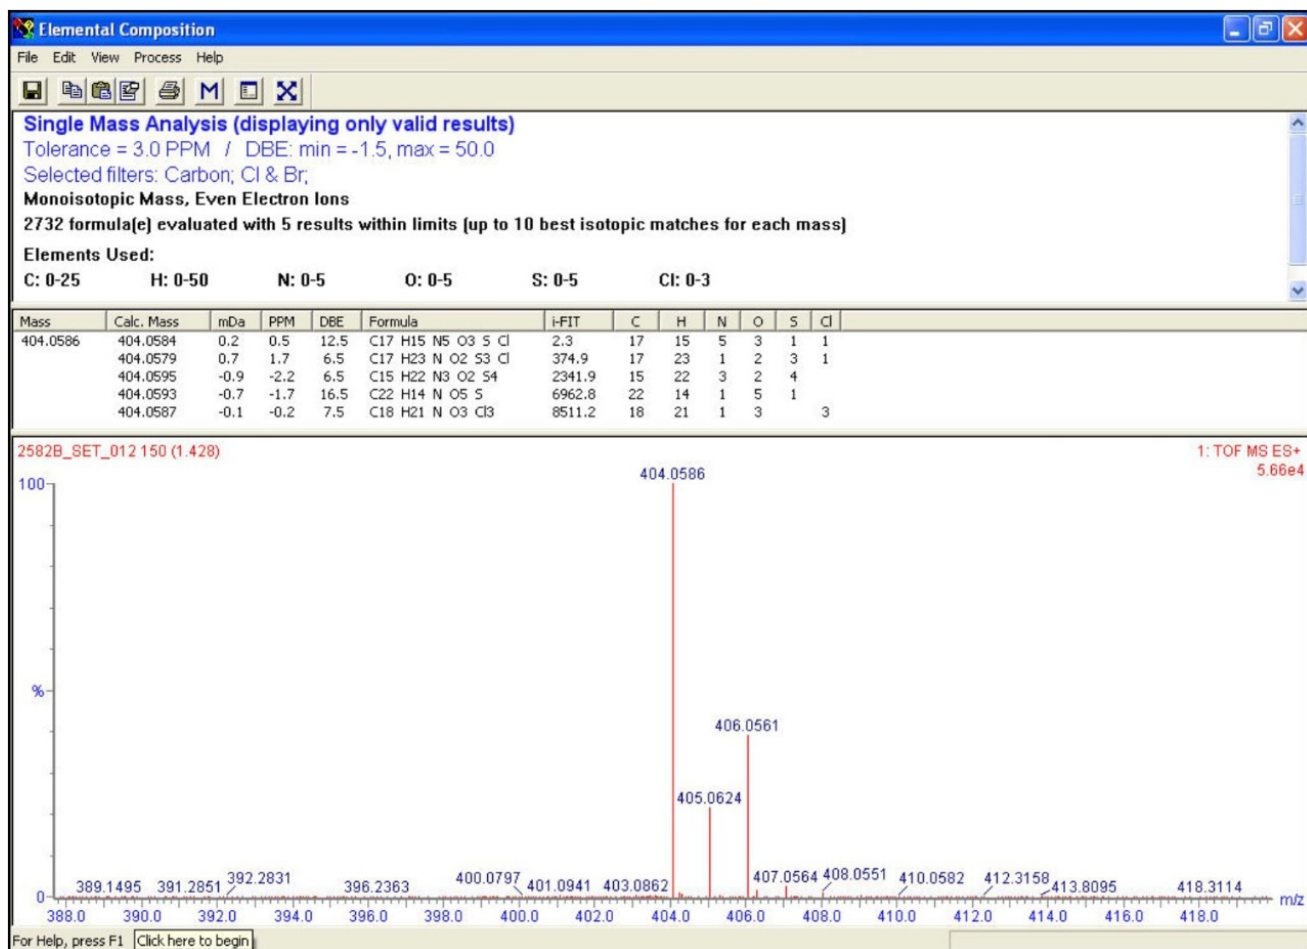 Elemental Composition
File Edit View Process Help
M
Single Mass Analysis (displaying only valid results)
Tolerance = 3.0 PPM / DBE: min = -1.5, max = 50.0
Selected filters: Carbon; Cl & Br;
Monoisotopic Mass, Even Electron Ions
2732 formula(e) evaluated with 5 results within limits (up to 10 best isotopic matches for each mass)
Elements Used:
C: 0-25 H: 0-50 N: 0-5 O: 0-5 S: 0-5 Cl: 0-3
Mass Calc. Mass mDa PPM DBE Formula i-FIT C H N O S Cl
404.0586 404.0584 0.2 0.5 12.5 C17 H15 N5 O3 S Cl 2.3 17 15 5 3 1 1
404.0579 0.7 1.7 6.5 C17 H23 N O2 S3 Cl 374.9 17 23 1 2 3 1
404.0595 -0.9 -2.2 6.5 C15 H22 N3 O2 S4 2341.9 15 22 3 2 4
404.0593 -0.7 -1.7 16.5 C22 H14 N O5 S 6962.8 22 14 1 5 1
404.0587 -0.1 -0.2 7.5 C18 H21 N O3 Cl3 8511.2 18 21 1 3 3
2582B_SET_012 150 (1.428) 1: TOF MS ES+
5.66e4
404.0586
100
%
406.0561
405.0624
389.1495 391.2851 392.2831 396.2363 400.0797 401.0941 403.0862 407.0564 408.0551 410.0582 412.3158 413.8095 418.3114
0
m/z
388.0 390.0 392.0 394.0 396.0 398.0 400.0 402.0 404.0 406.0 408.0 410.0 412.0 414.0 416.0 418.0
For Help, press F1 Click here to begin